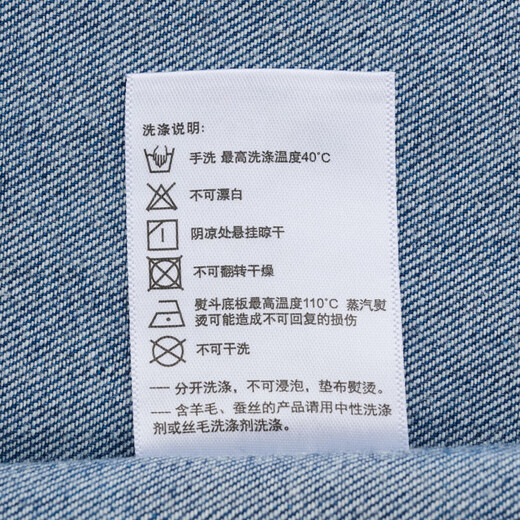 洗涤说明:
手洗 最高洗涤温度40°C
不可漂白
阴凉处悬挂晾干
不可翻转干燥
熨斗底板最高温度110°C 蒸汽熨
烫可能造成不可回复的损伤
不可干洗
— 分开洗涤，不可浸泡，垫布熨烫。
— 含羊毛、蚕丝的产品请用中性洗涤
剂或丝毛洗涤剂洗涤。